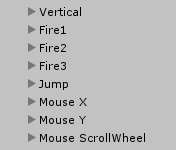 Vertical
Fire1
Fire2
Fire3
Jump
Mouse X
Mouse Y
Mouse ScrollWheel